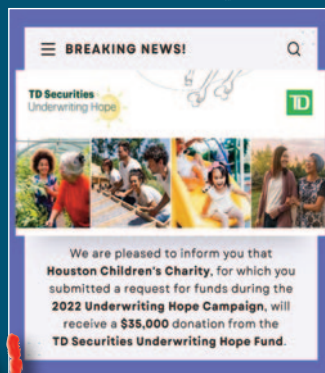 BREAKING NEWS!
TD Securities
Underwriting Hope
TD
We are pleased to inform you that
Houston Children's Charity, for which you
submitted a request for funds during the
2022 Underwriting Hope Campaign, will
receive a $35,000 donation from the
TD Securities Underwriting Hope Fund.